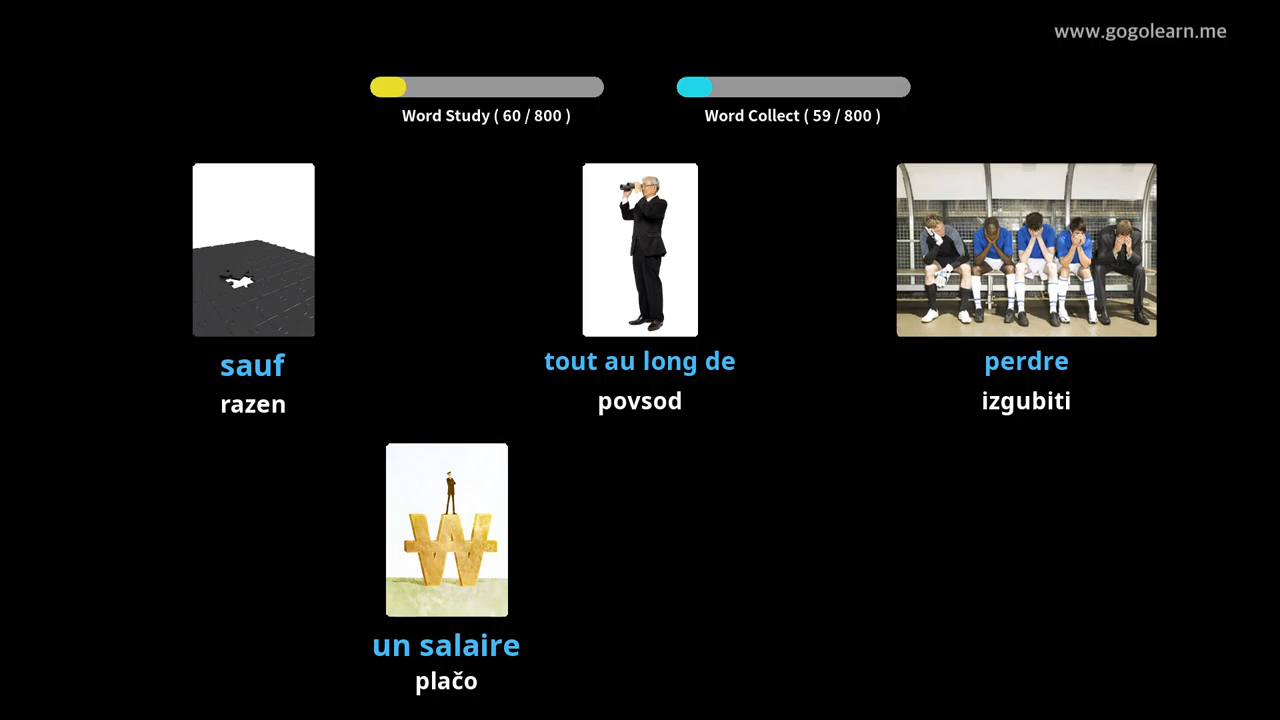 www.gogolearn.me
Word Study ( 60 / 800 )
Word Collect ( 59 / 800 )
sauf
razen
tout au long de
povsod
perdre
izgubiti
un salaire
plačo